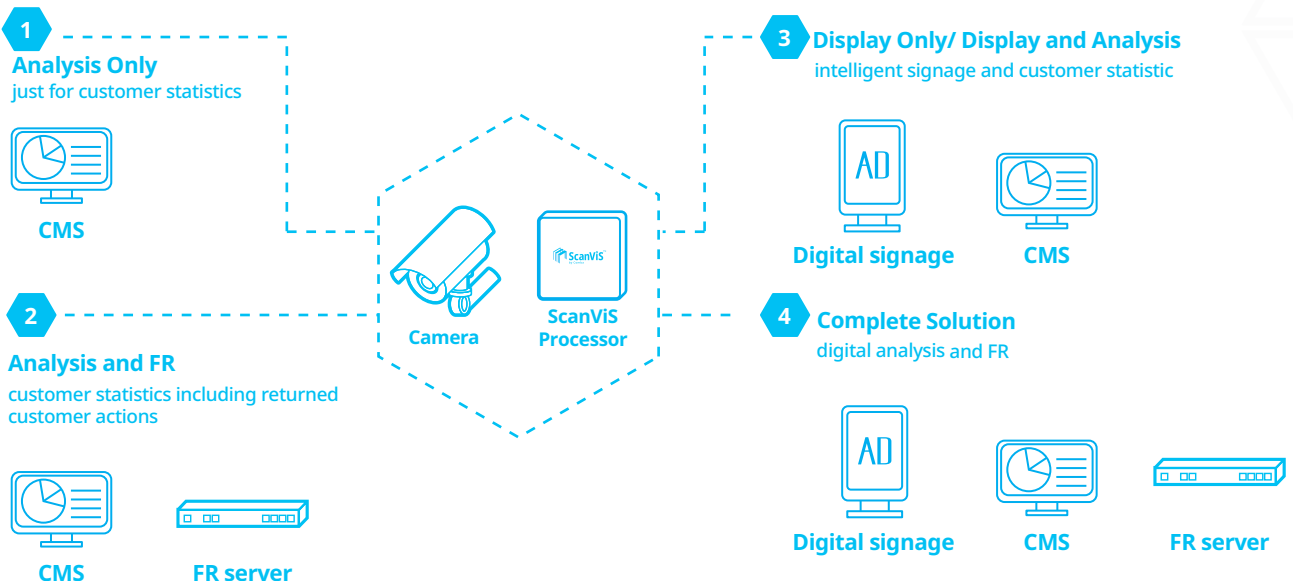 1
Analysis Only
just for customer statistics
CMS
2
Analysis and FR
customer statistics including returned
customer actions
CMS
FR server
Camera
ScanViS
ScanViS
Processor
3
Display Only/ Display and Analysis
intelligent signage and customer statistic
AD
Digital signage
CMS
4
Complete Solution
digital analysis and FR
AD
Digital signage
CMS
FR server